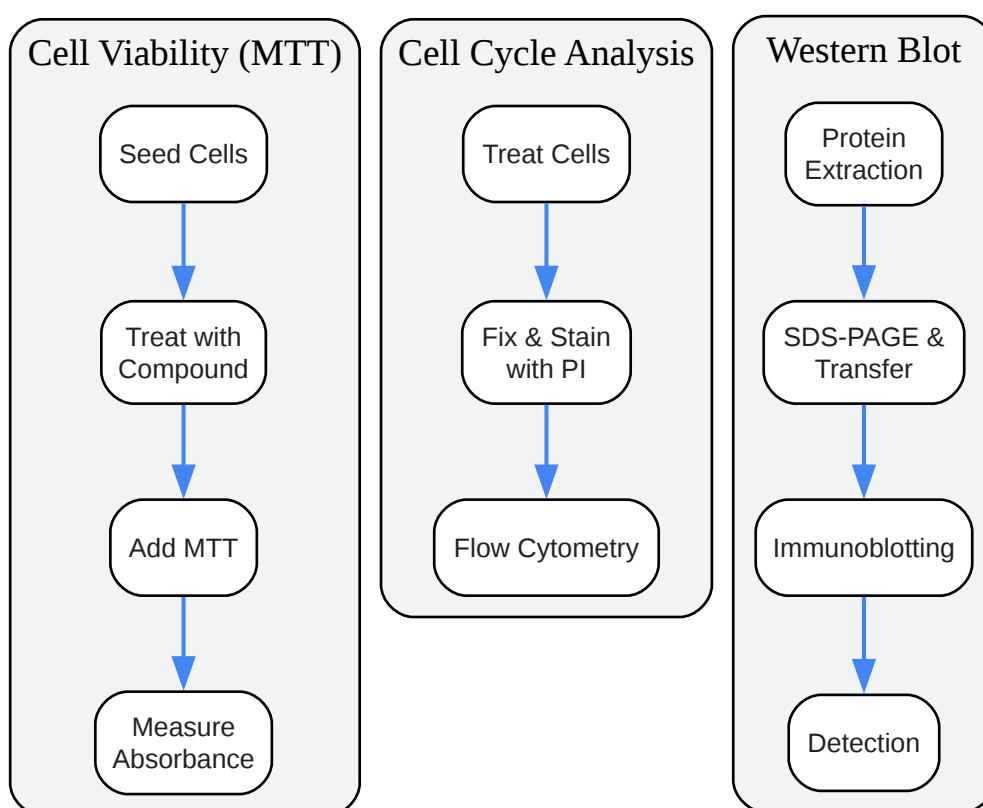 Cell Viability (MTT)
Seed Cells
Treat with
Compound
Add MTT
Measure
Absorbance
Cell Cycle Analysis
Treat Cells
Fix & Stain
with PI
Flow Cytometry
Western Blot
Protein
Extraction
SDS-PAGE &
Transfer
Immunoblotting
Detection